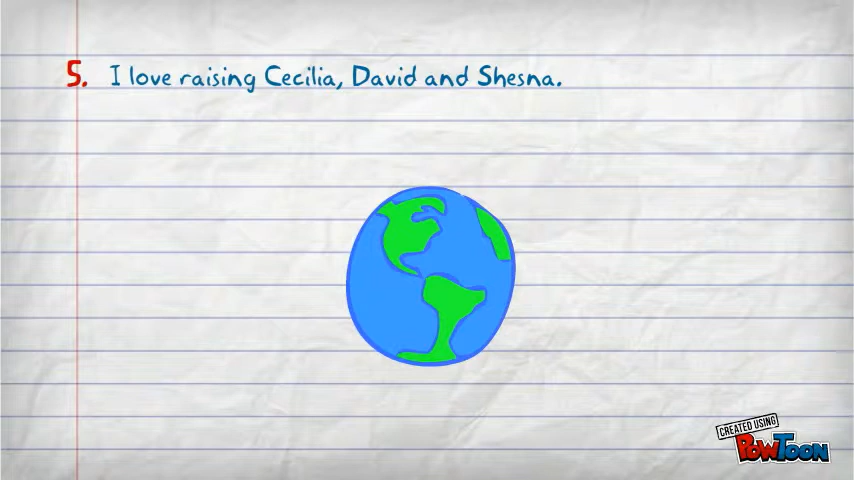 5. I love raising Cecilia, David and Shesna.
CREATED USING
POWTOON